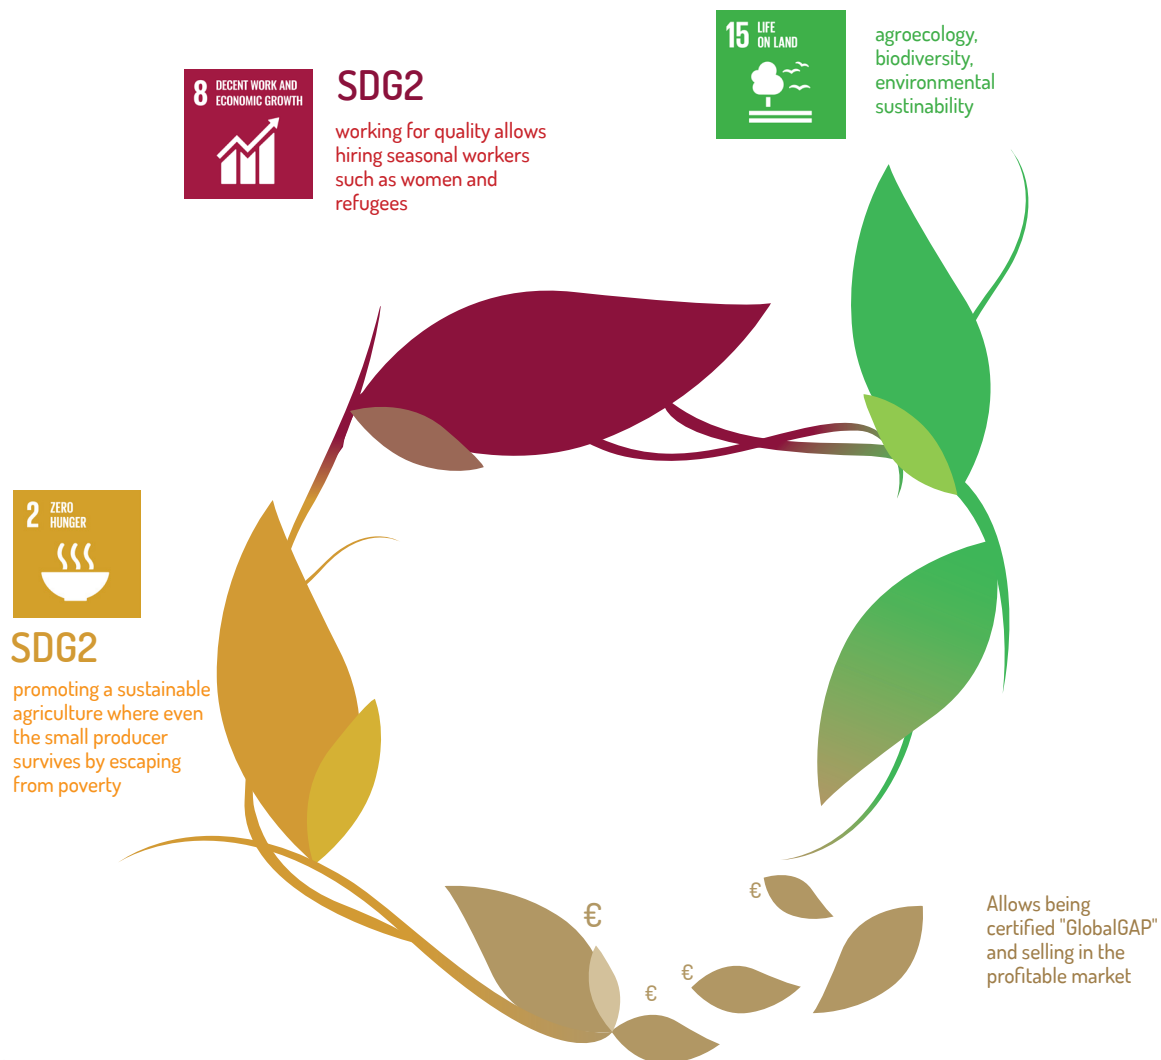 15 LIFE
ON LAND
agroecology,
biodiversity,
environmental
sustinability
8 DECENT WORK AND
ECONOMIC GROWTH
SDG2
working for quality allows
hiring seasonal workers
such as women and
refugees
2 ZERO
HUNGER
SDG2
promoting a sustainable
agriculture where even
the small producer
survives by escaping
from poverty
€
€
€
€
Allows being
certified "GlobalGAP"
and selling in the
profitable market